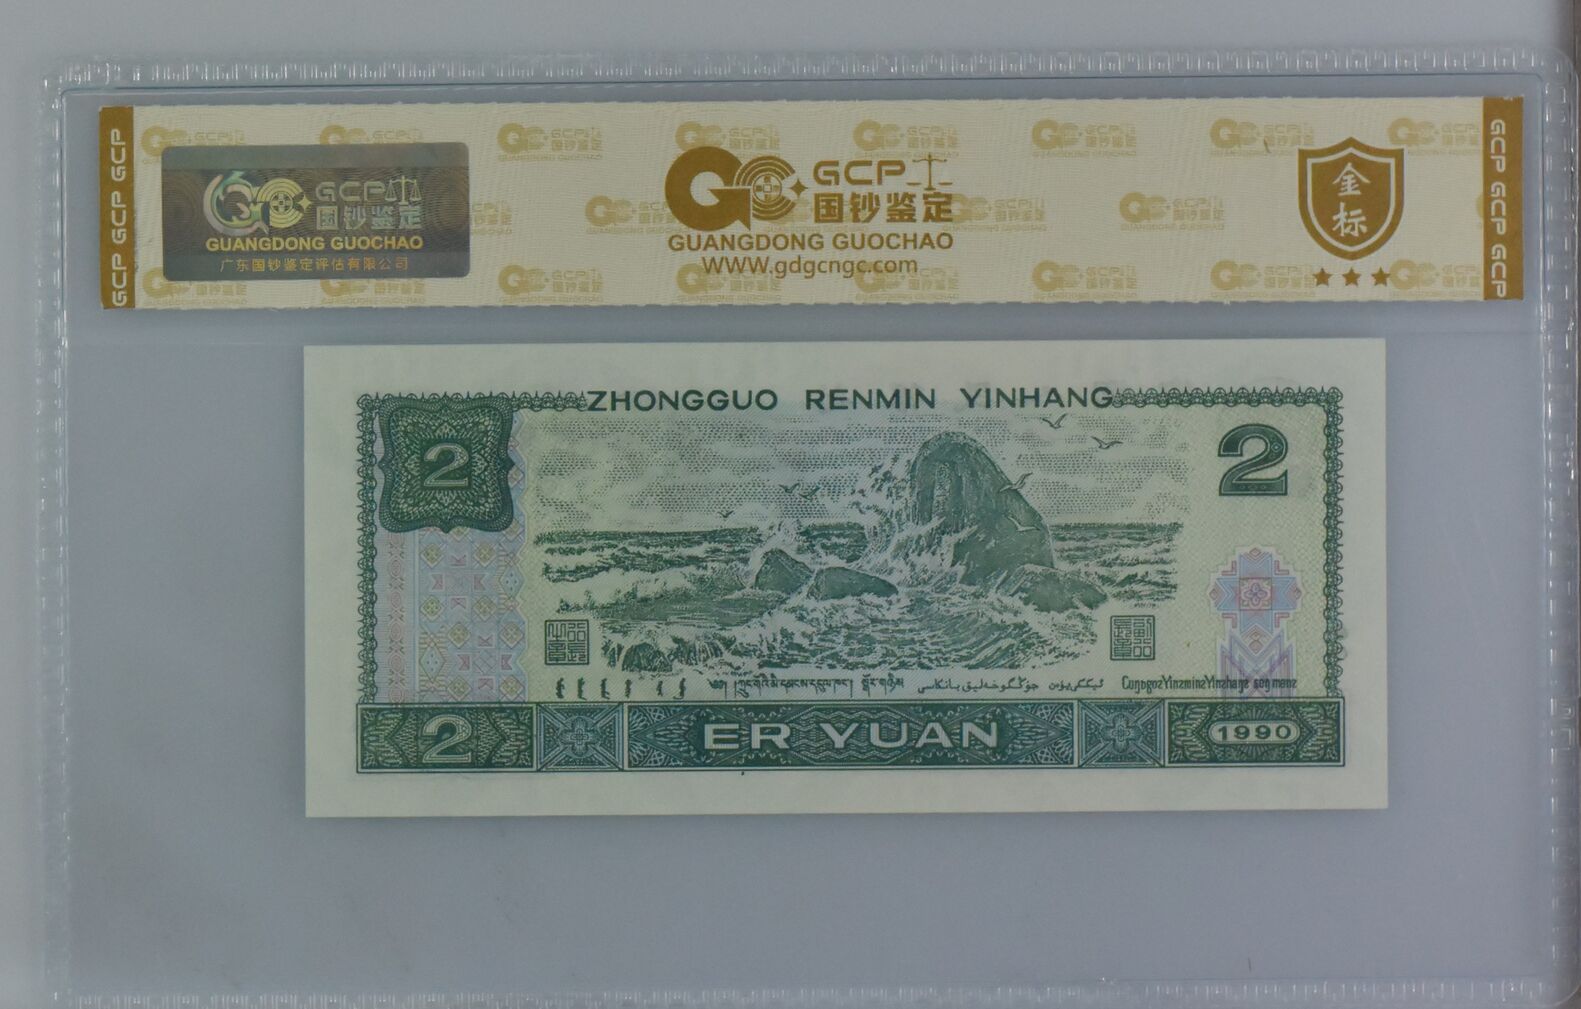 GCP GCP GCP
GCP
国钞鉴定
GUANGDONG GUOCHAO
广东国钞鉴定评估有限公司
GCP
国钞鉴定
GUANGDONG GUOCHAO
WWW.gdgcngc.com
金标
GCP GCP GCP
ZHONGGUO RENMIN YINHANG
2
2
2
ER YUAN
1990